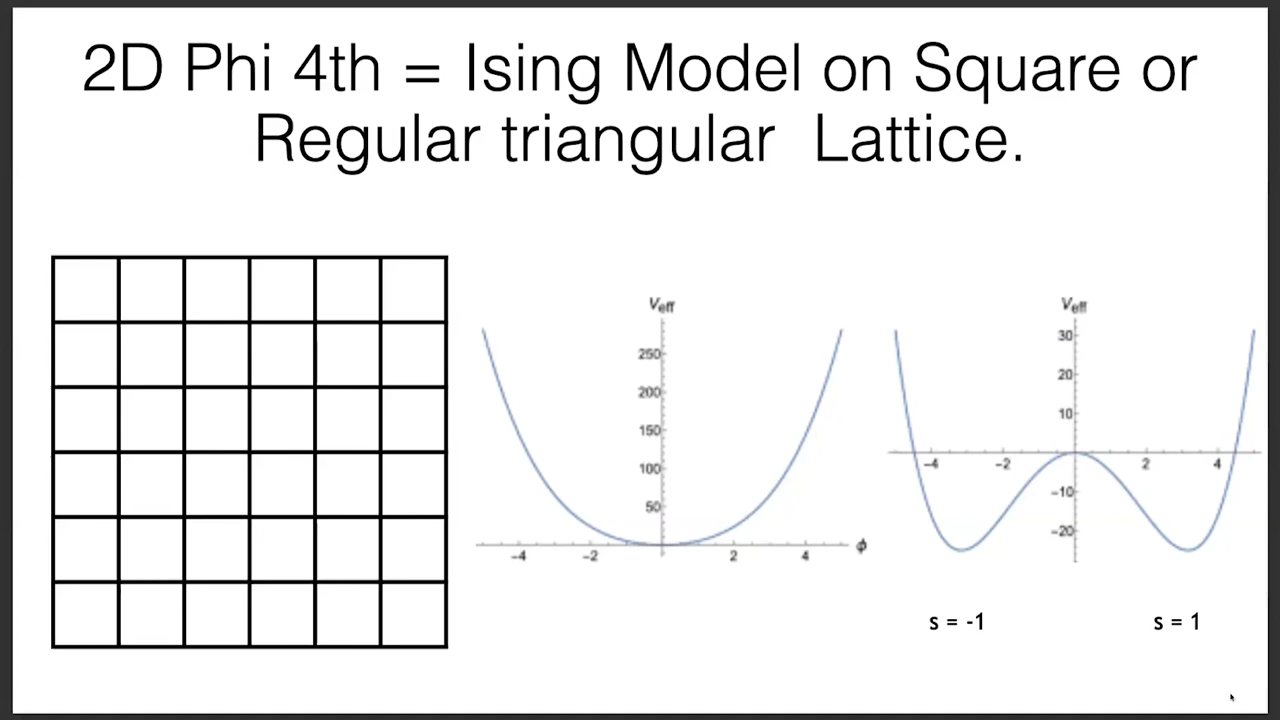 2D Phi 4th = Ising Model on Square or
Regular triangular Lattice.
Veff
250
200
150
100
50
-4
-2
2
4
ϕ
Veff
30
20
10
-4
-2
2
4
-10
-20
s = -1
s = 1